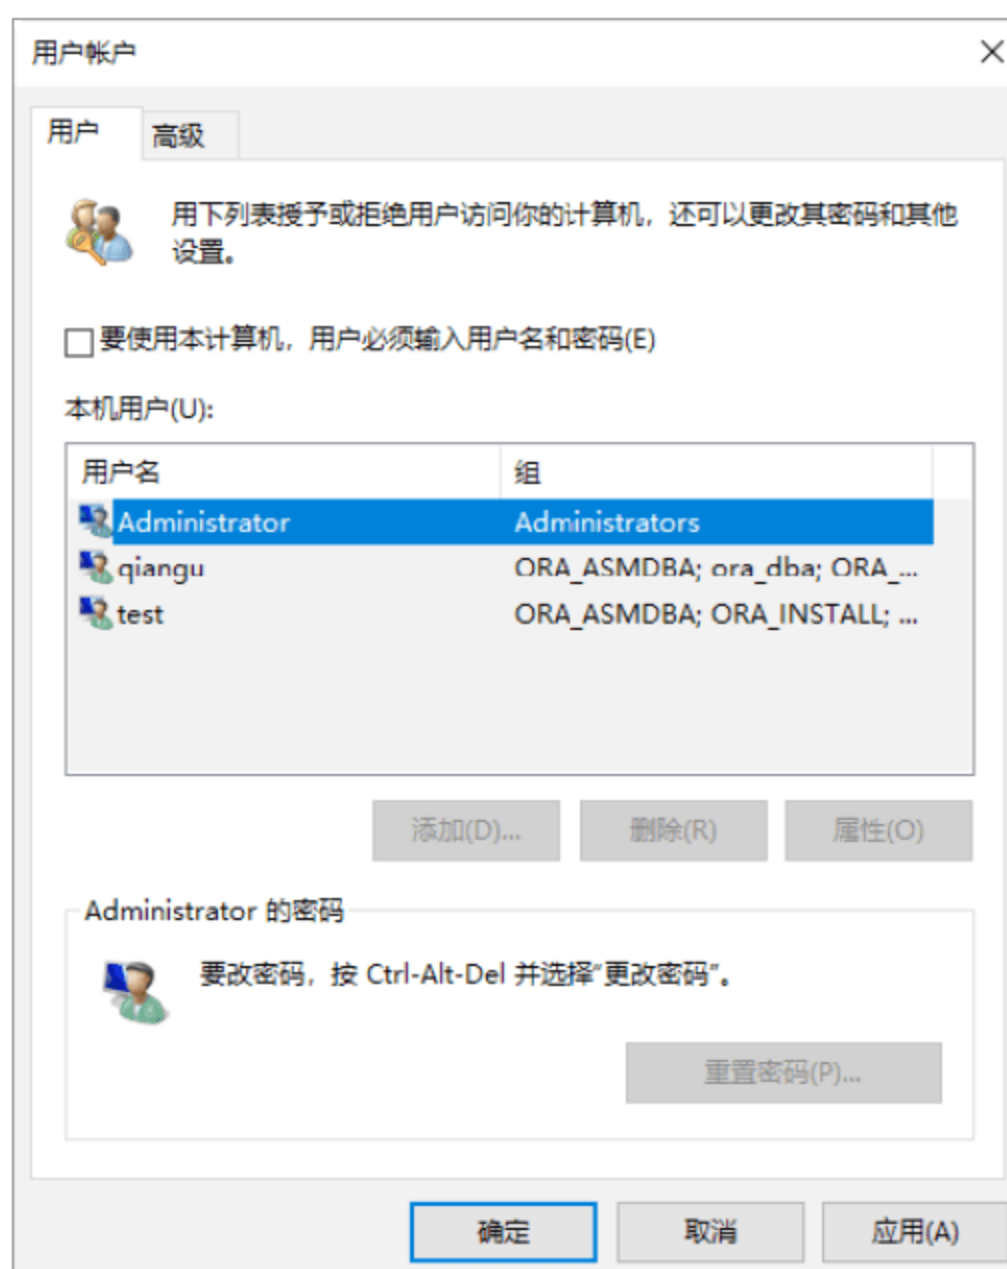 用户帐户
用户
高级
用下列表授予或拒绝用户访问你的计算机，还可以更改其密码和其他
设置。
要使用本计算机，用户必须输入用户名和密码(E)
本机用户(U):
用户名 组
Administrator Administrators
qiangu ORA_ASMDBA; ora_dba; ORA_...
test ORA_ASMDBA; ORA_INSTALL; ...
添加(D)... 删除(R) 属性(O)
Administrator 的密码
要改密码，按 Ctrl-Alt-Del 并选择“更改密码”。
重置密码(P)...
确定 取消 应用(A)